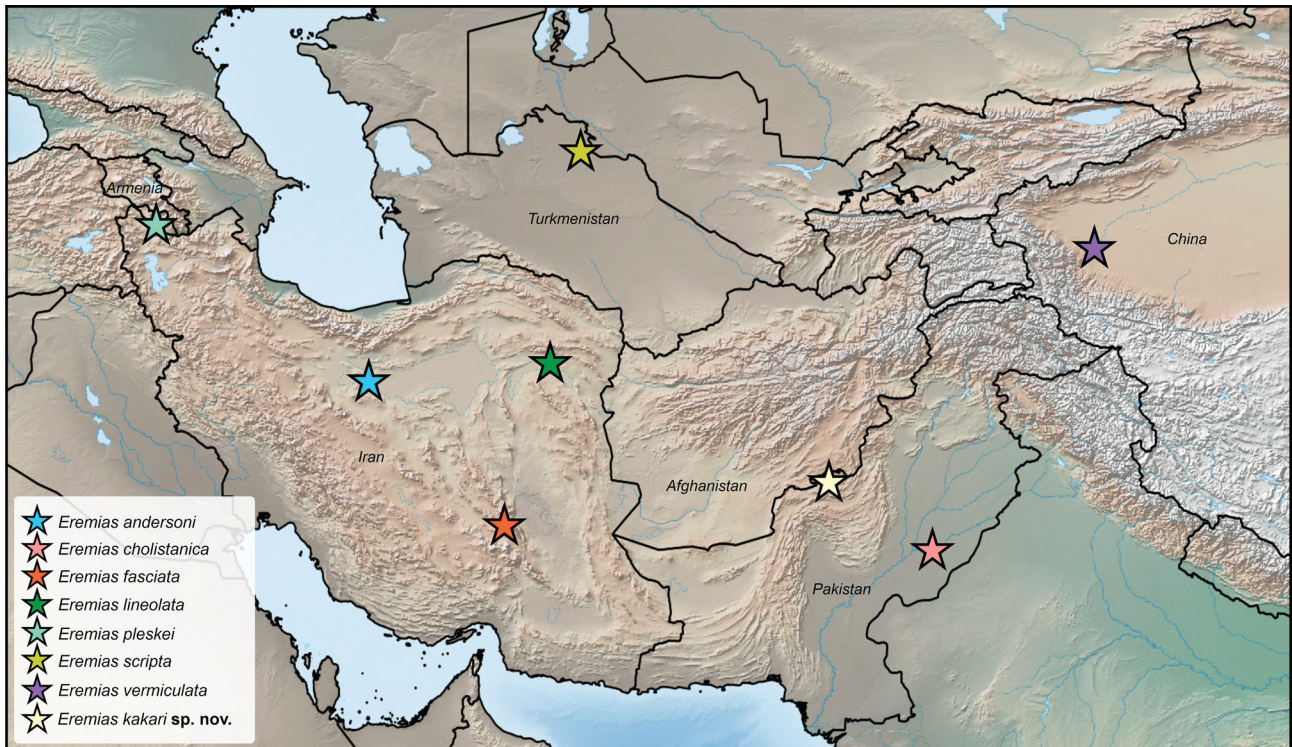 Armenia
Turkmenistan
China
Iran
Afghanistan
Pakistan
Eremias andersoni
Eremias cholistanica
Eremias fasciata
Eremias lineolata
Eremias pleskei
Eremias scripta
Eremias vermiculata
Eremias kakari sp. nov.